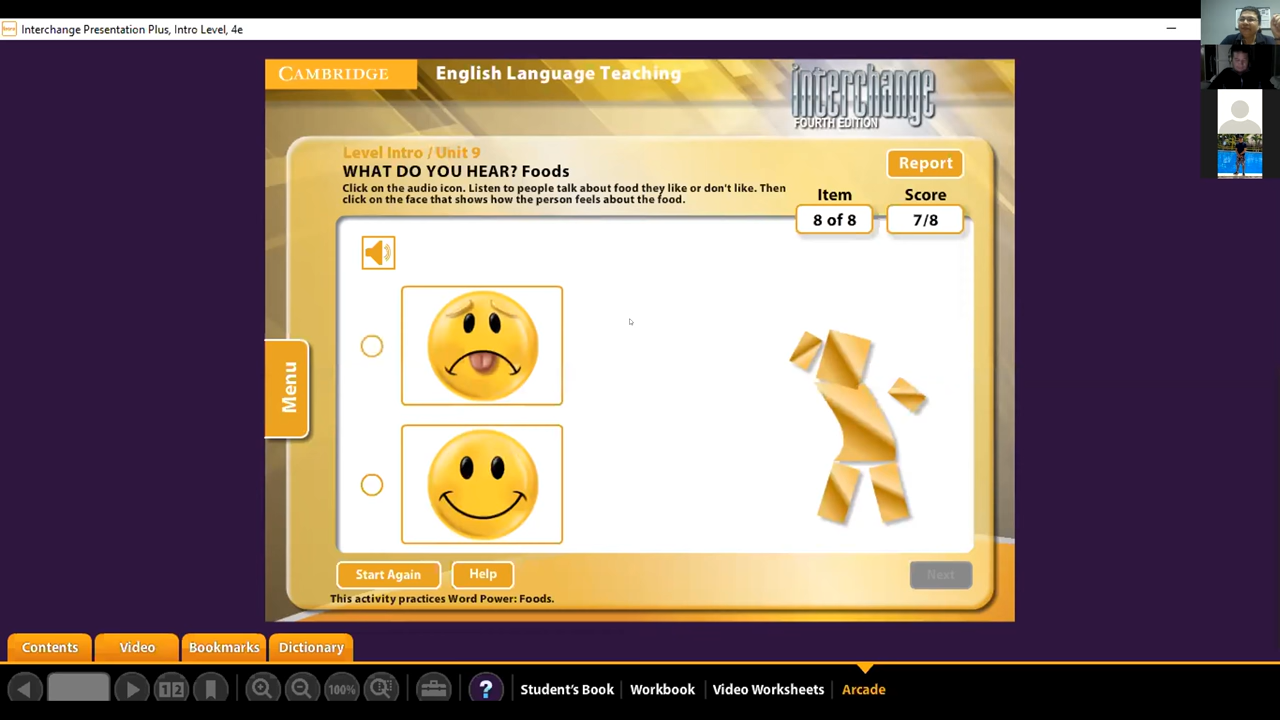 Interchange Presentation Plus, Intro Level, 4e
CAMBRIDGE
English Language Teaching
interchange
FOURTH EDITION
Level Intro / Unit 9
WHAT DO YOU HEAR? Foods
Click on the audio icon. Listen to people talk about food they like or don't like. Then
click on the face that shows how the person feels about the food.
Report
Item
Score
8 of 8
7/8
Menu
Start Again
Help
Next
This activity practices Word Power: Foods.
Contents
Video
Bookmarks
Dictionary
12
100%
?
Student's Book
Workbook
Video Worksheets
Arcade